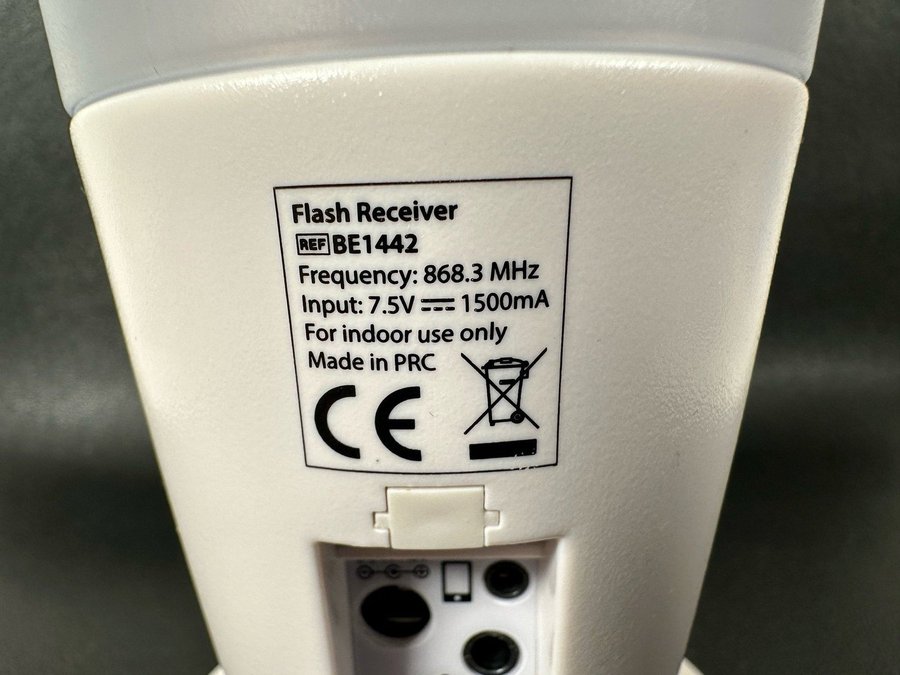 Flash Receiver
REF BE1442
Frequency: 868.3 MHz
Input: 7.5V ⎓ 1500mA
For indoor use only
Made in PRC
CE